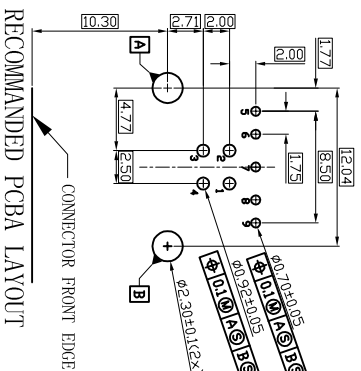 10.30
2.71
2.00
2.00
1.77
A
4.77
2.50
5
6
7
8
9
1.75
8.50
12.04
3
2
4
1
B
Ø0.70±0.05
0.1 Ⓜ A Ⓢ B Ⓢ
Ø0.92±0.05
0.1 Ⓜ A Ⓢ B Ⓢ
Ø2.30±0.1(2×
CONNECTOR FRONT EDGE
RECOMMANDED PCBA LAYOUT